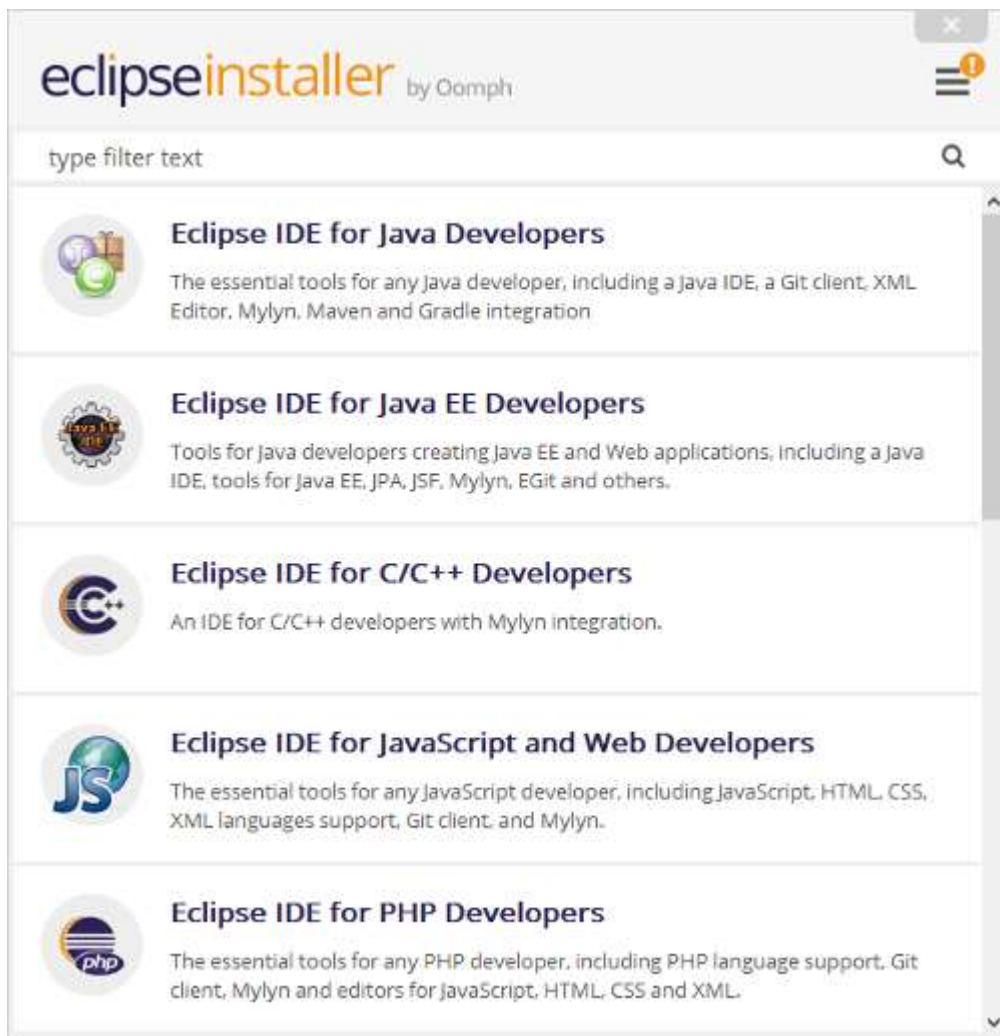 eclipseinstaller by Oomph
type filter text
Eclipse IDE for Java Developers
The essential tools for any Java developer, including a Java IDE, a Git client, XML
Editor, Mylyn, Maven and Gradle integration
Java EE
IDE
Eclipse IDE for Java EE Developers
Tools for Java developers creating Java EE and Web applications, including a Java
IDE, tools for Java EE, JPA, JSF, Mylyn, EGit and others.
C++
Eclipse IDE for C/C++ Developers
An IDE for C/C++ developers with Mylyn integration.
JS
Eclipse IDE for JavaScript and Web Developers
The essential tools for any JavaScript developer, including JavaScript, HTML, CSS,
XML languages support, Git client, and Mylyn.
php
Eclipse IDE for PHP Developers
The essential tools for any PHP developer, including PHP language support, Git
client, Mylyn and editors for JavaScript, HTML, CSS and XML.